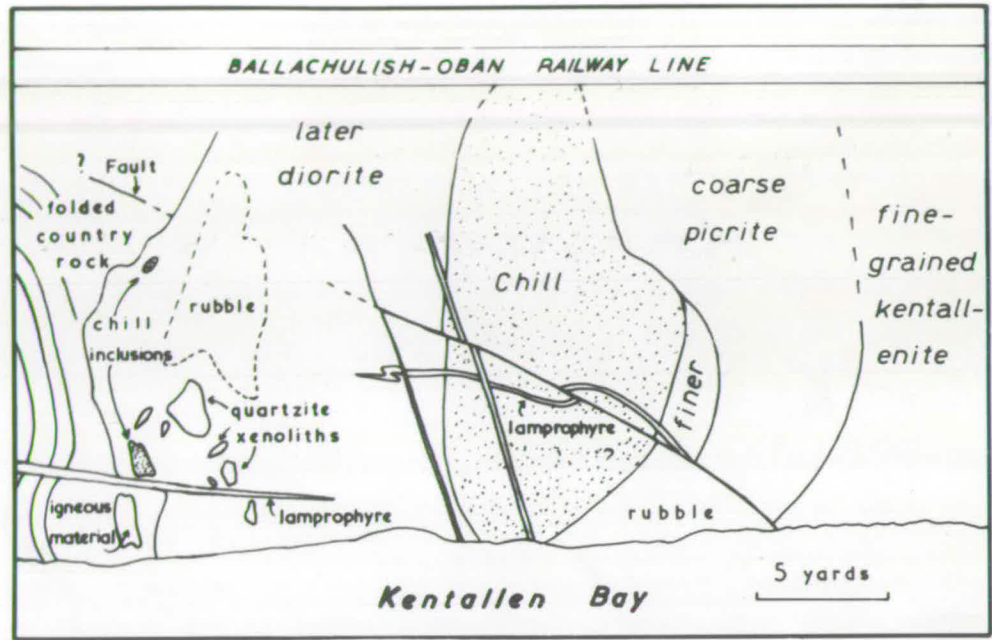 BALLACHULISH-OBAN RAILWAY LINE
later
diorite
?
Fault
folded
country
rock
chill
inclusions
rubble
quartzite
xenoliths
igneous
material
lamprophyre
Chill
lamprophyre
?
finer
rubble
coarse
picrite
fine-
grained
kentall-
enite
5 yards
Kentallen Bay